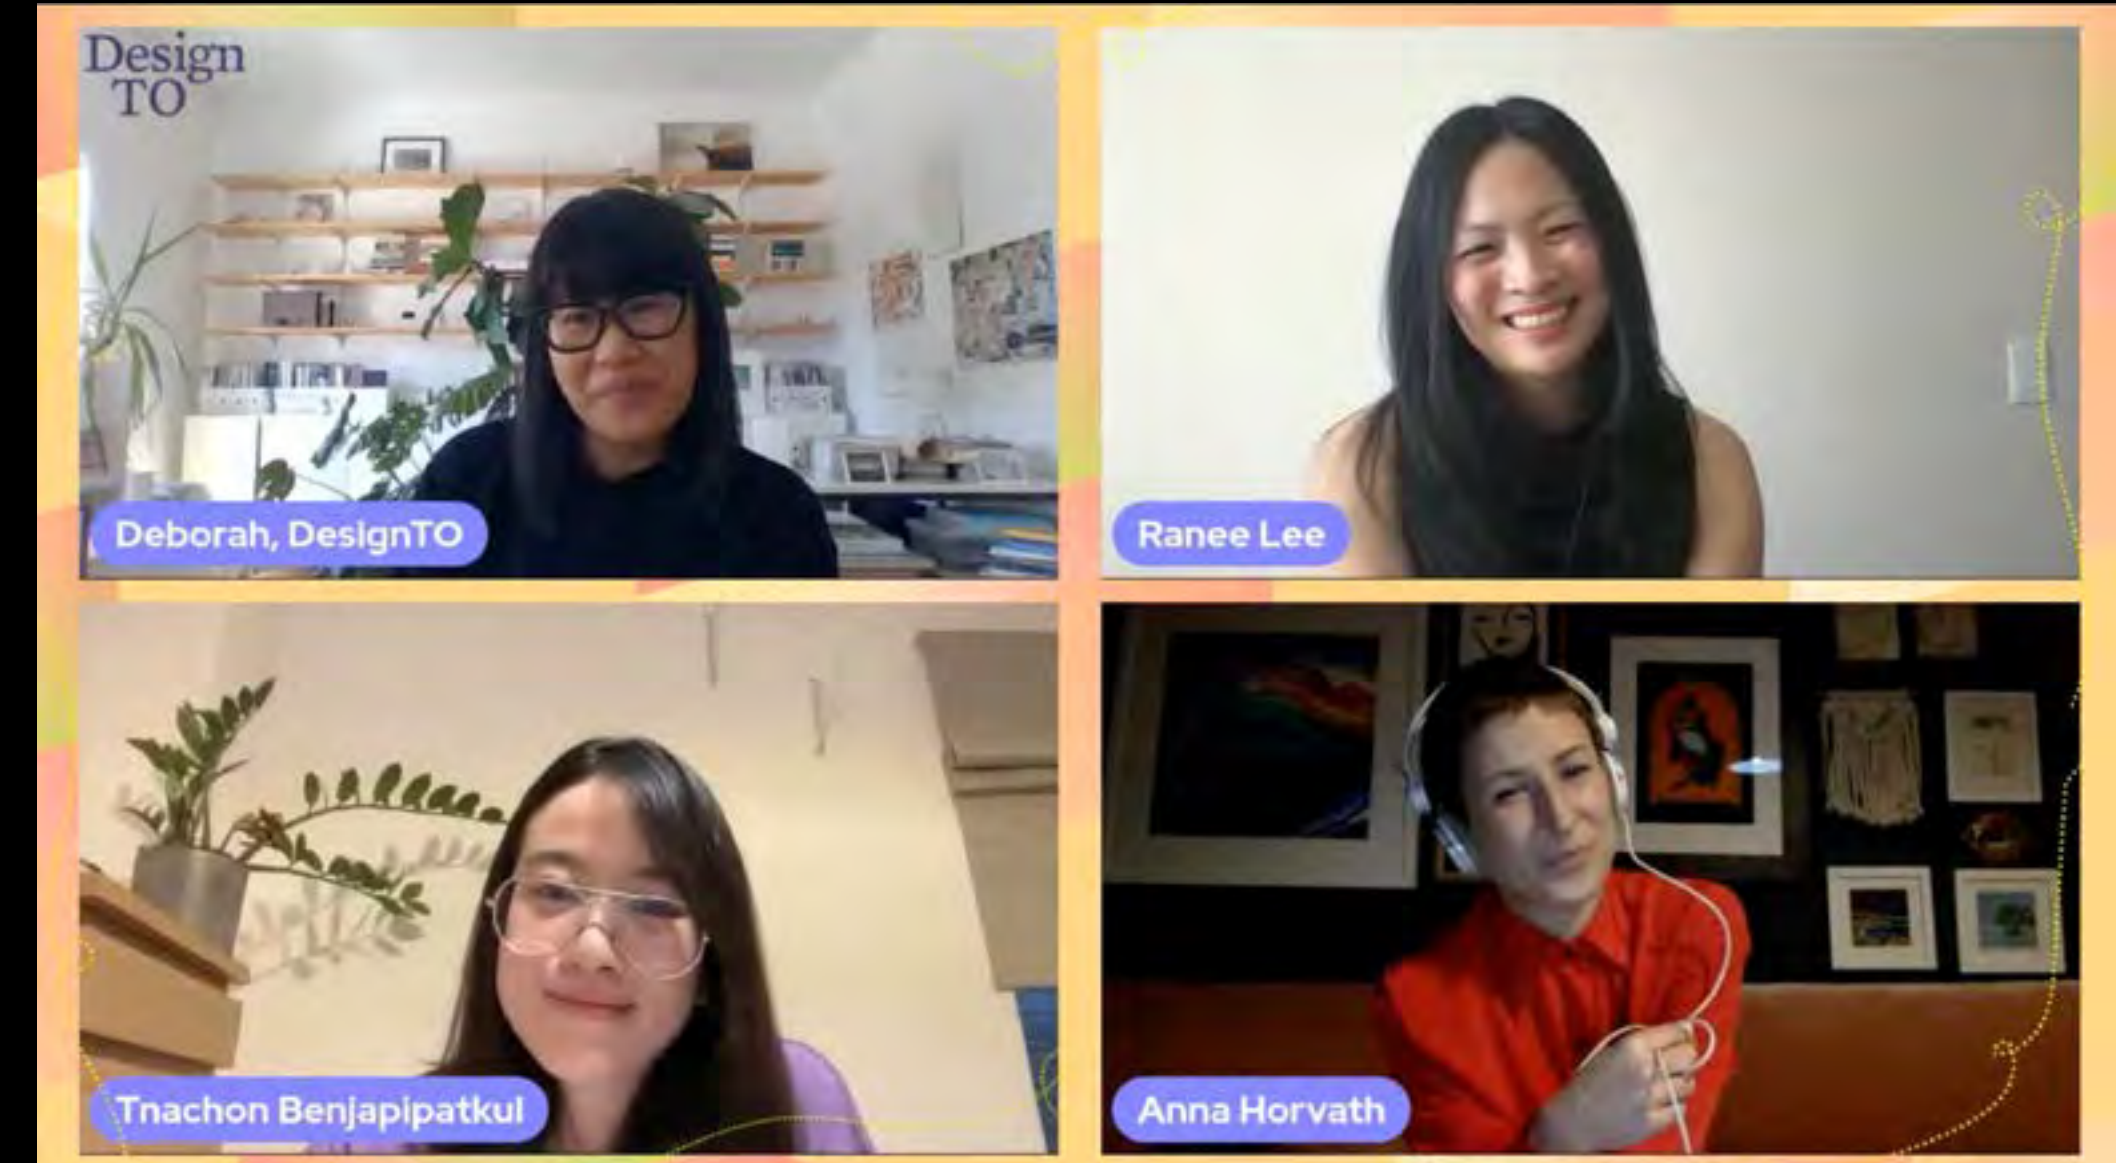 Design
TO
Deborah, DesignTO
Ranee Lee
Tnachon Benjapipatkul
Anna Horvath